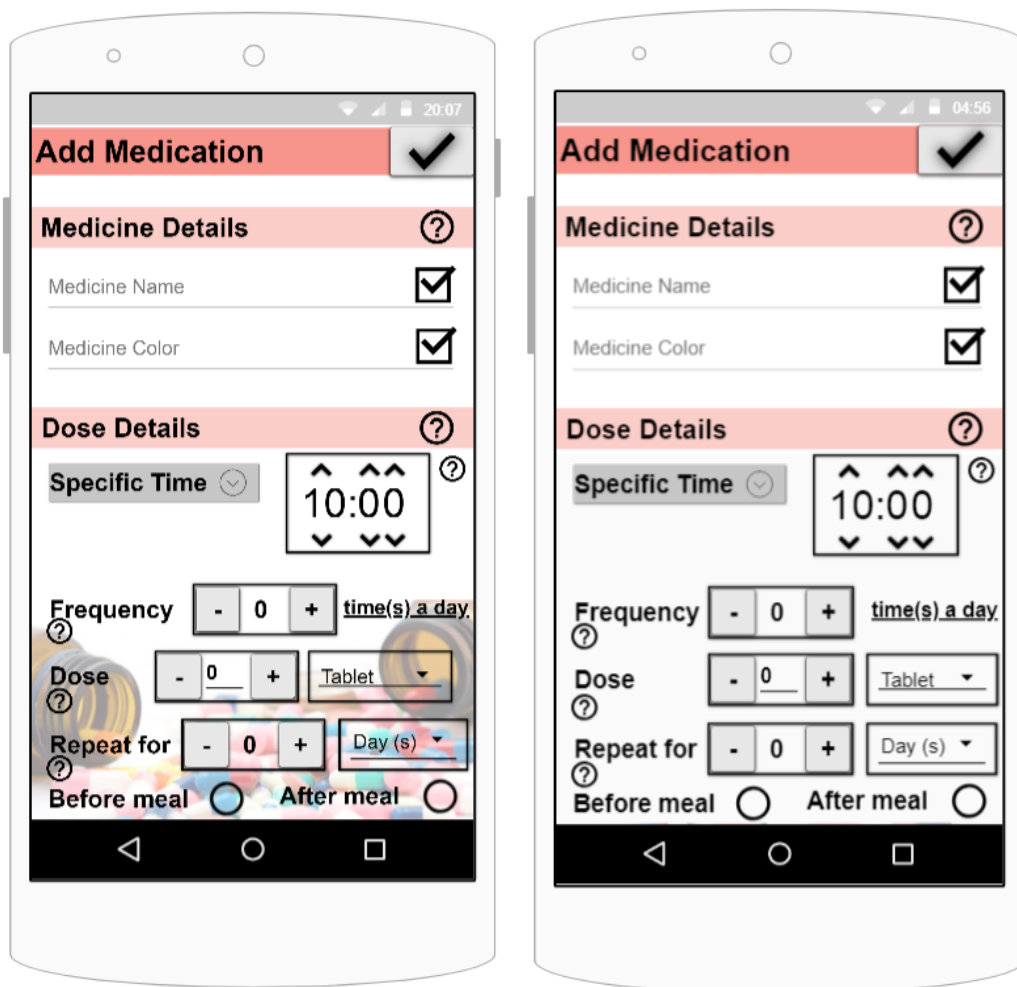 20:07
Add Medication
Medicine Details ?
Medicine Name
Medicine Color
Dose Details ?
Specific Time ?
10:00
Frequency - 0 + time(s) a day
?
Dose - 0 + Tablet
?
Repeat for - 0 + Day (s)
?
Before meal After meal
04:56
Add Medication
Medicine Details ?
Medicine Name
Medicine Color
Dose Details ?
Specific Time ?
10:00
Frequency - 0 + time(s) a day
?
Dose - 0 + Tablet
?
Repeat for - 0 + Day (s)
?
Before meal After meal